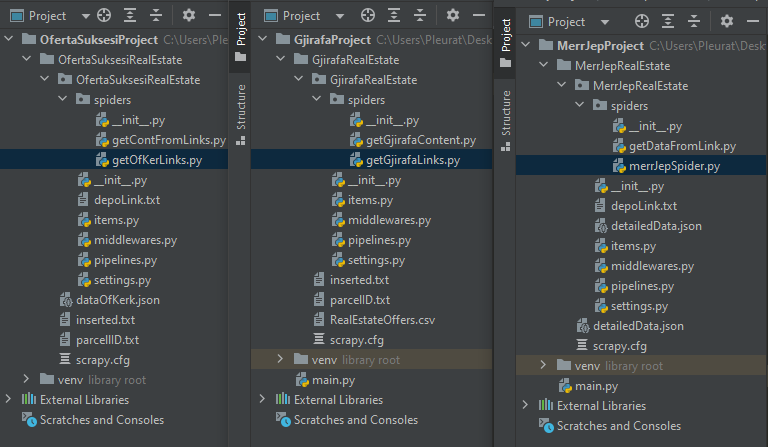 Project
OfertaSuksesiProject C:\Users\Pleurat\Des
OfertaSuksesiRealEstate
OfertaSuksesiRealEstate
spiders
__init__.py
getContFromLinks.py
getOfKerLinks.py
__init__.py
depoLink.txt
items.py
middlewares.py
pipelines.py
settings.py
dataOfKerk.json
inserted.txt
parcellID.txt
scrapy.cfg
venv library root
External Libraries
Scratches and Consoles
Project
Structure
Project
GjirafaProject C:\Users\Pleurat\Desk
GjirafaRealEstate
GjirafaRealEstate
spiders
__init__.py
getGjirafaContent.py
getGjirafaLinks.py
__init__.py
items.py
middlewares.py
pipelines.py
settings.py
inserted.txt
parcelID.txt
RealEstateOffers.csv
scrapy.cfg
venv library root
main.py
External Libraries
Scratches and Consoles
Project
Structure
Project
MerrJepProject C:\Users\Pleurat\Desk
MerrJepRealEstate
MerrJepRealEstate
spiders
__init__.py
getDataFromLink.py
merrJepSpider.py
__init__.py
depoLink.txt
detailedData.json
items.py
middlewares.py
pipelines.py
settings.py
detailedData.json
scrapy.cfg
venv library root
main.py
External Libraries
Scratches and Consoles